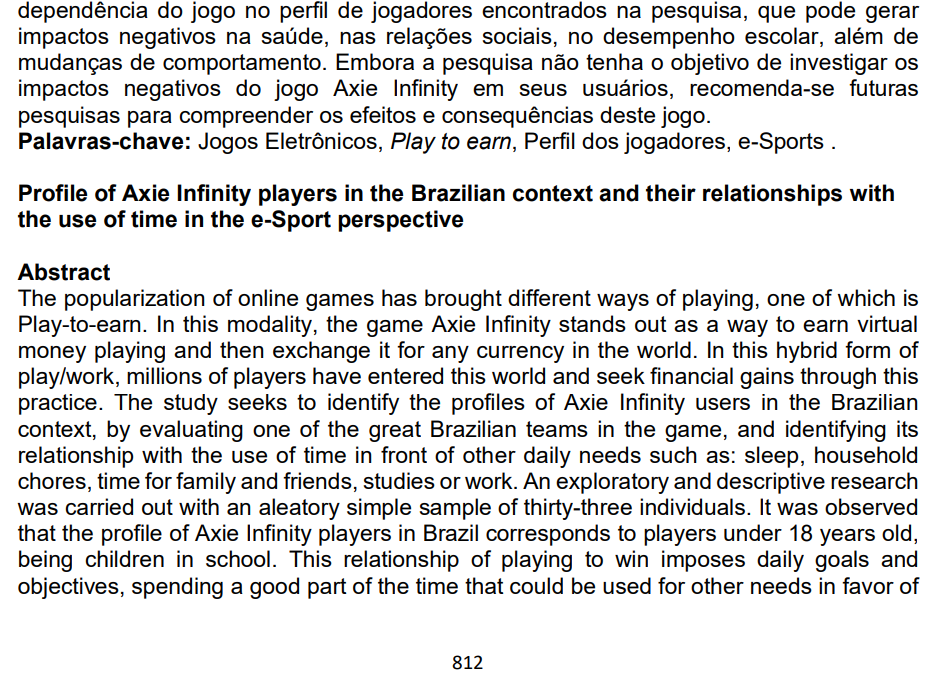 dependência do jogo no perfil de jogadores encontrados na pesquisa, que pode gerar
impactos negativos na saúde, nas relações sociais, no desempenho escolar, além de
mudanças de comportamento. Embora a pesquisa não tenha o objetivo de investigar os
impactos negativos do jogo Axie Infinity em seus usuários, recomenda-se futuras
pesquisas para compreender os efeitos e consequências deste jogo.
Palavras-chave: Jogos Eletrônicos, Play to earn, Perfil dos jogadores, e-Sports .
Profile of Axie Infinity players in the Brazilian context and their relationships with
the use of time in the e-Sport perspective
Abstract
The popularization of online games has brought different ways of playing, one of which is
Play-to-earn. In this modality, the game Axie Infinity stands out as a way to earn virtual
money playing and then exchange it for any currency in the world. In this hybrid form of
play/work, millions of players have entered this world and seek financial gains through this
practice. The study seeks to identify the profiles of Axie Infinity users in the Brazilian
context, by evaluating one of the great Brazilian teams in the game, and identifying its
relationship with the use of time in front of other daily needs such as: sleep, household
chores, time for family and friends, studies or work. An exploratory and descriptive research
was carried out with an aleatory simple sample of thirty-three individuals. It was observed
that the profile of Axie Infinity players in Brazil corresponds to players under 18 years old,
being children in school. This relationship of playing to win imposes daily goals and
objectives, spending a good part of the time that could be used for other needs in favor of
812